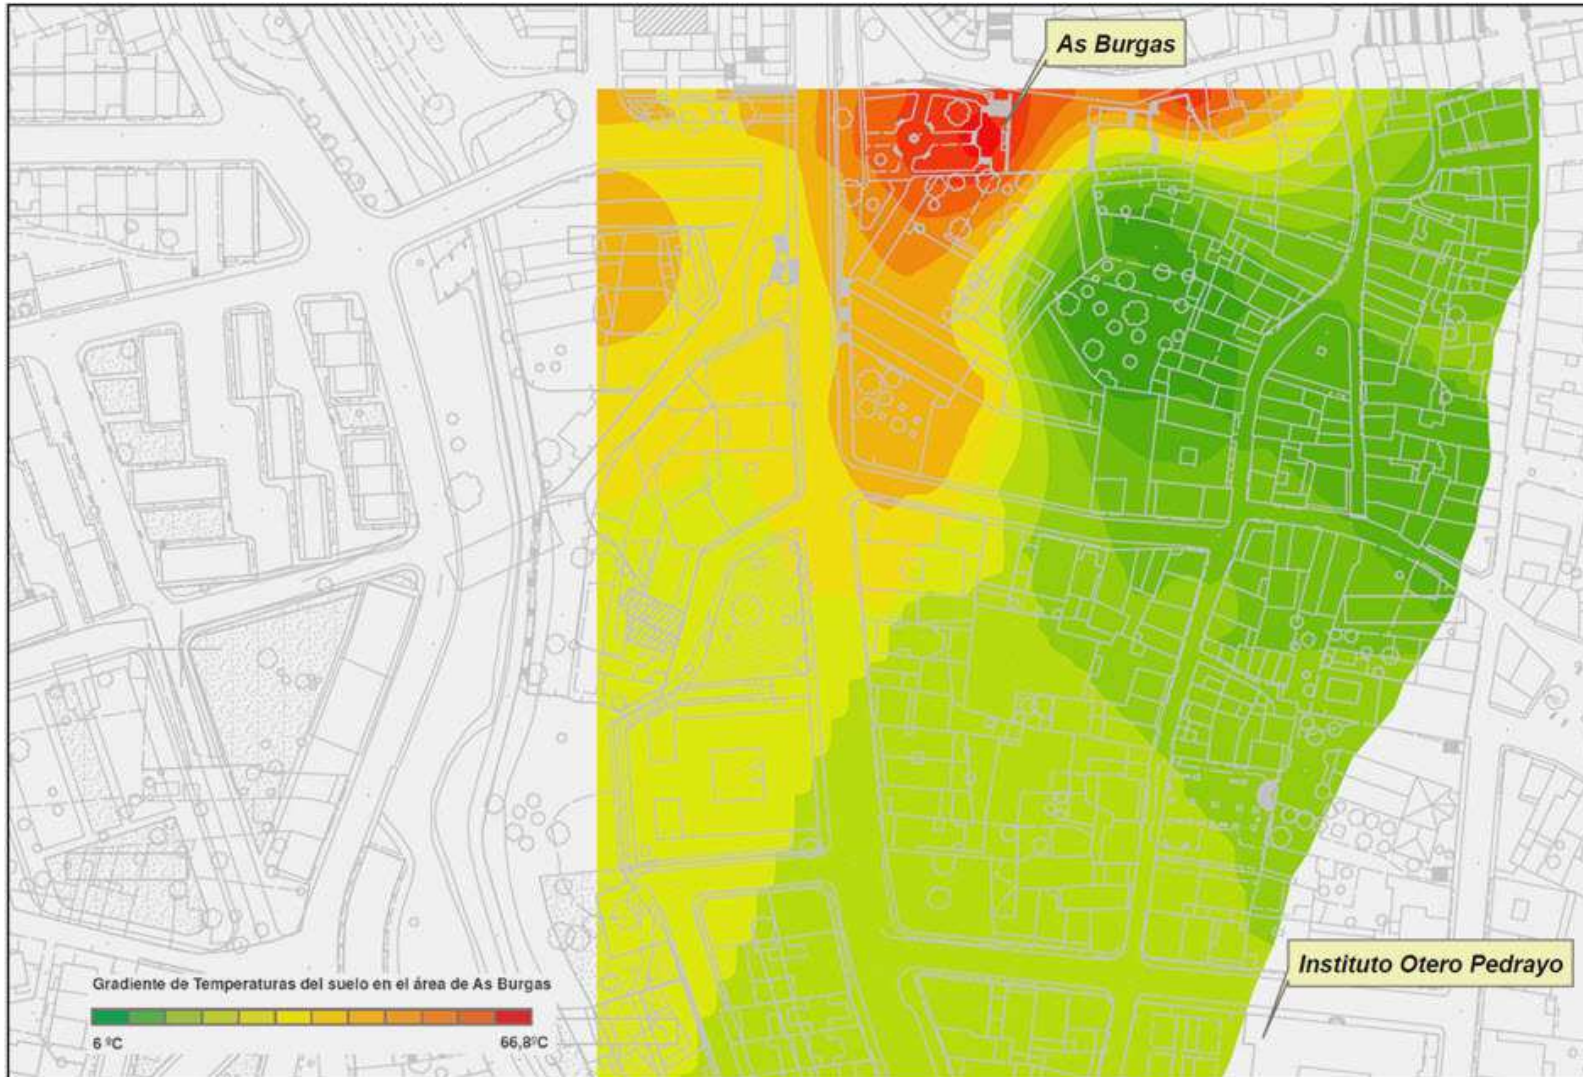 As Burgas
Instituto Otero Pedrayo
Gradiente de Temperaturas del suelo en el área de As Burgas
6 ºC
66,8ºC